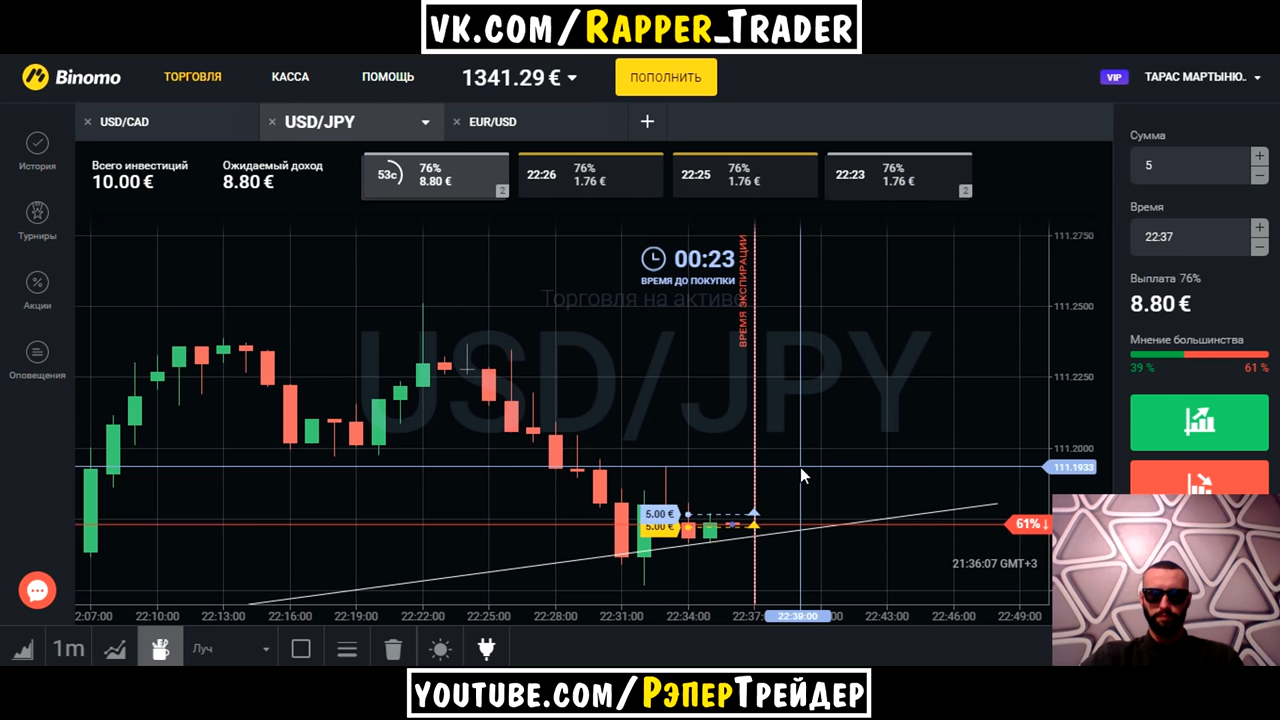 vk.com/Rapper_Trader
Binomo
ТОРГОВЛЯ
КАССА
ПОМОЩЬ
1341.29 €
ПОПОЛНИТЬ
VIP
ТАРАС МАРТЫНЮ..
× USD/CAD
× USD/JPY
× EUR/USD
+
История
Турниры
Акции
Оповещения
Всего инвестиций
10.00 €
Ожидаемый доход
8.80 €
53с
76%
8.80 €
2
22:26
76%
1.76 €
22:25
76%
1.76 €
22:23
76%
1.76 €
2
Сумма
5
+
−
Время
22:37
+
−
Выплата 76%
8.80 €
Мнение большинства
39 %
61 %
00:23
ВРЕМЯ ДО ПОКУПКИ
ВРЕМЯ ЭКСПИРАЦИИ
Торговля на актив
USD/JPY
111.2750
111.2500
111.2250
111.2000
111.1933
5.00 €
5.00 €
61% ↓
21:36:07 GMT+3
22:10:00
22:13:00
22:16:00
22:19:00
22:22:00
22:25:00
22:28:00
22:31:00
22:34:00
22:39:00
22:43:00
22:46:00
22:49:00
1m
Луч
youtube.com/РэперТрейдер